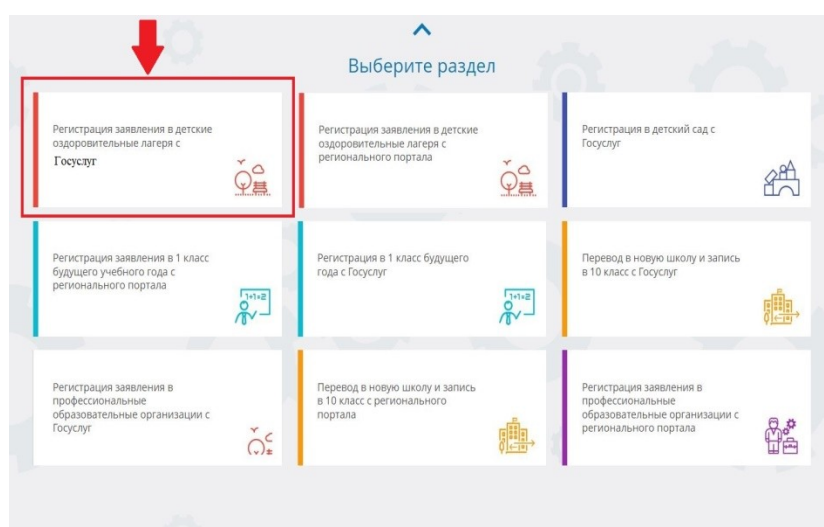 Выберите раздел
Регистрация заявления в детские
оздоровительные лагеря с
Госуслуг
Регистрация заявления в детские
оздоровительные лагеря с
регионального портала
Регистрация в детский сад с
Госуслуг
Регистрация заявления в 1 класс
будущего учебного года с
регионального портала
1+1=2
Регистрация в 1 класс будущего
года с Госуслуг
1+1=2
Перевод в новую школу и запись
в 10 класс с Госуслуг
Регистрация заявления в
профессиональные
образовательные организации с
Госуслуг
Перевод в новую школу и запись
в 10 класс с регионального
портала
Регистрация заявления в
профессиональные
образовательные организации с
регионального портала